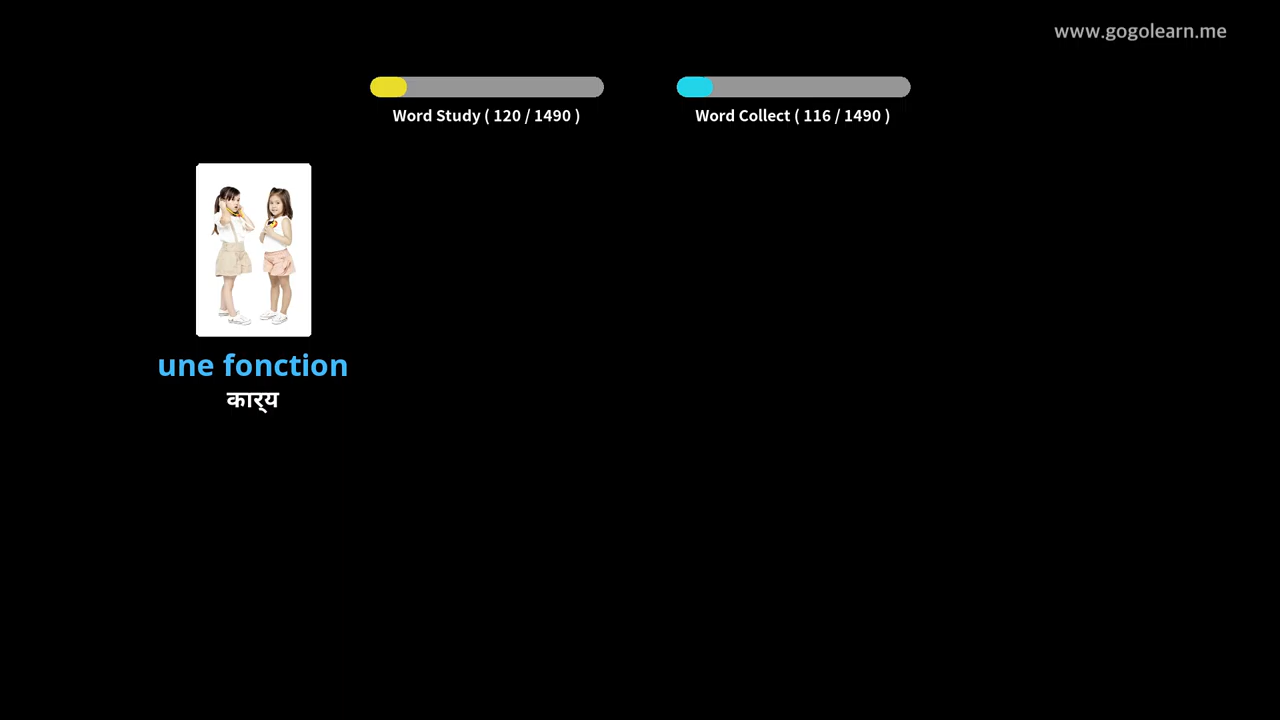 www.gogolearn.me
Word Study ( 120 / 1490 )
Word Collect ( 116 / 1490 )
une fonction
कार्य